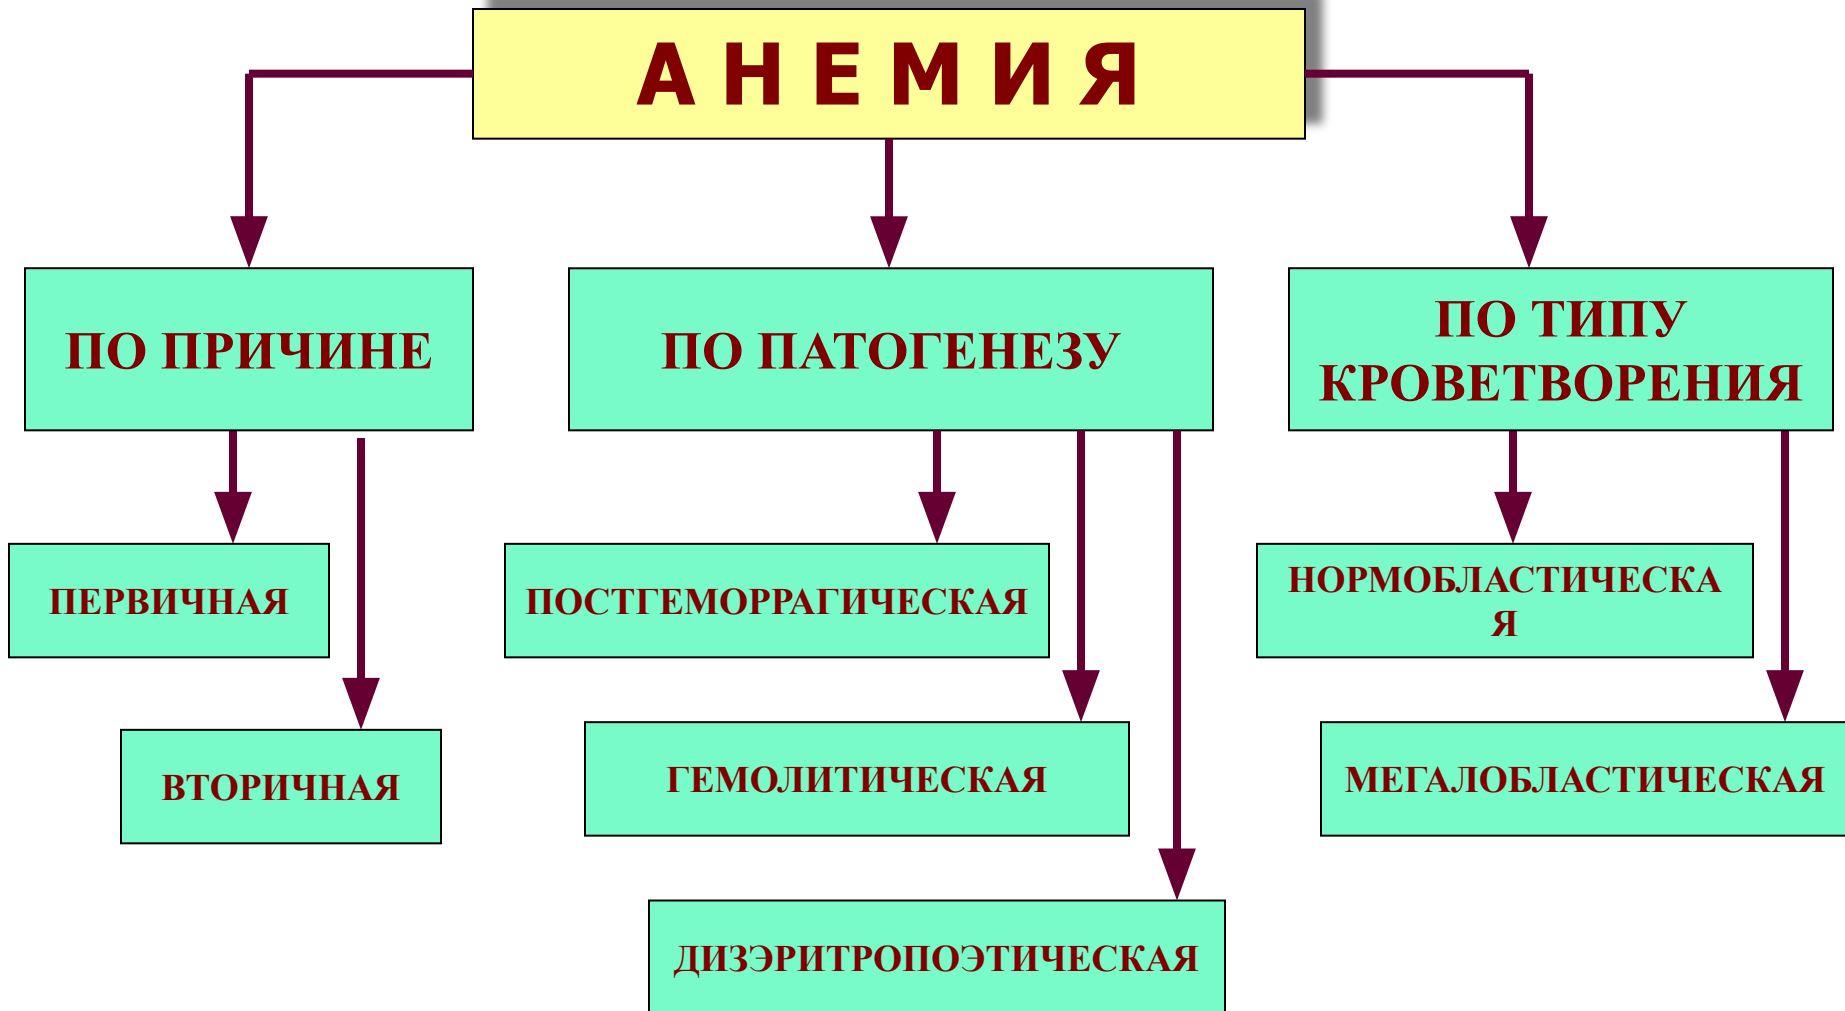 А Н Е М И Я
ПО ПРИЧИНЕ
ПО ПАТОГЕНЕЗУ
ПО ТИПУ
КРОВЕТВОРЕНИЯ
ПЕРВИЧНАЯ
ПОСТГЕМОРРАГИЧЕСКАЯ
НОРМОБЛАСТИЧЕСКА
Я
ВТОРИЧНАЯ
ГЕМОЛИТИЧЕСКАЯ
МЕГАЛОБЛАСТИЧЕСКАЯ
ДИЗЭРИТРОПОЭТИЧЕСКАЯ